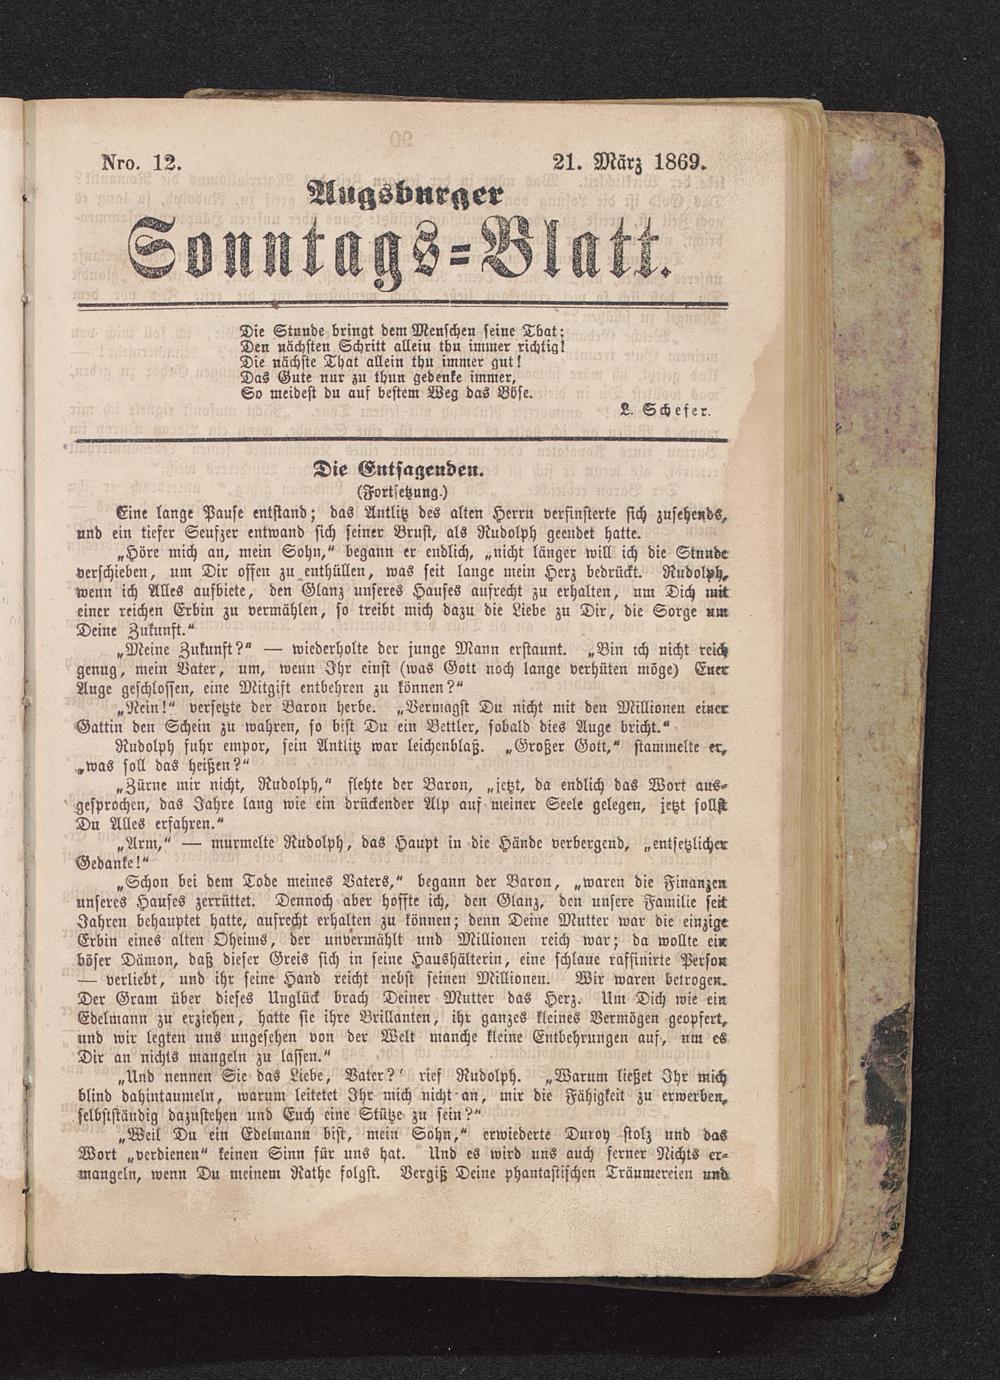 Nro. 12.
21. März 1869.
Augsburger
Sonntags=Blatt.
Die Stunde bringt dem Menschen seine That;
Den nächsten Schritt allein thu immer richtig!
Die nächste That allein thu immer gut!
Das Gute nur zu thun gedenke immer,
So meidest du auf bestem Weg das Böse.
L. Schefer.
Die Entsagenden.
(Fortsetzung.)
Eine lange Pause entstand; das Antlitz des alten Herrn verfinsterte sich zusehends,
und ein tiefer Seufzer entwand sich seiner Brust, als Rudolph geendet hatte.
„Höre mich an, mein Sohn,“ begann er endlich, „nicht länger will ich die Stunde
verschieben, um Dir offen zu enthüllen, was seit lange mein Herz bedrückt. Rudolph,
wenn ich Alles aufbiete, den Glanz unseres Hauses aufrecht zu erhalten, um Dich mit
einer reichen Erbin zu vermählen, so treibt mich dazu die Liebe zu Dir, die Sorge um
Deine Zukunft.“
„Meine Zukunft?“ — wiederholte der junge Mann erstaunt. „Bin ich nicht reich
genug, mein Vater, um, wenn Ihr einst (was Gott noch lange verhüten möge) Euer
Auge geschlossen, eine Mitgift entbehren zu können?“
„Nein!“ versetzte der Baron herbe. „Vermagst Du nicht mit den Millionen einer
Gattin den Schein zu wahren, so bist Du ein Bettler, sobald dies Auge bricht.“
Rudolph fuhr empor, sein Antlitz war leichenblaß. „Großer Gott,“ stammelte er,
„was soll das heißen?“
„Zürne mir nicht, Rudolph,“ flehte der Baron, „jetzt, da endlich das Wort aus=
gesprochen, das Jahre lang wie ein drückender Alp auf meiner Seele gelegen, jetzt sollst
Du Alles erfahren.“
„Arm,“ — murmelte Rudolph, das Haupt in die Hände verbergend, „entsetzlicher
Gedanke!“
„Schon bei dem Tode meines Vaters,“ begann der Baron, „waren die Finanzen
unseres Hauses zerrüttet. Dennoch aber hoffte ich, den Glanz, den unsere Familie seit
Jahren behauptet hatte, aufrecht erhalten zu können; denn Deine Mutter war die einzige
Erbin eines alten Oheims, der unvermählt und Millionen reich war; da wollte ein
böser Dämon, daß dieser Greis sich in seine Haushälterin, eine schlaue raffinirte Person
— verliebt, und ihr seine Hand reicht nebst seinen Millionen. Wir waren betrogen.
Der Gram über dieses Unglück brach Deiner Mutter das Herz. Um Dich wie ein
Edelmann zu erziehen, hatte sie ihre Brillanten, ihr ganzes kleines Vermögen geopfert,
und wir legten uns ungesehen von der Welt manche kleine Entbehrungen auf, um es
Dir an nichts mangeln zu lassen.“
„Und nennen Sie das Liebe, Vater?' rief Rudolph. „Warum ließet Ihr mich
blind dahintaumeln, warum leitetet Ihr mich nicht an, mir die Fähigkeit zu erwerben,
selbstständig dazustehen und Euch eine Stütze zu sein?“
„Weil Du ein Edelmann bist, mein Söhn,“ erwiederte Duroy stolz und das
Wort „verdienen“ keinen Sinn für uns hat. Und es wird uns auch ferner Nichts er=
mangeln, wenn Du meinem Rathe folgst. Vergiß Deine phantastischen Träumereien und